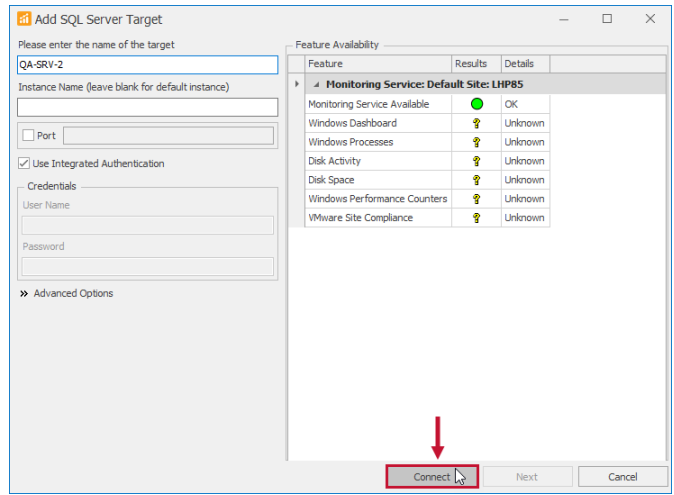 Add SQL Server Target
Please enter the name of the target
QA-SRV-2
Instance Name (leave blank for default instance)
Port
Use Integrated Authentication
Credentials
User Name
Password
Advanced Options
Feature Availability
Feature Results Details
Monitoring Service: Default Site: LHP85
Monitoring Service Available OK
Windows Dashboard ? Unknown
Windows Processes ? Unknown
Disk Activity ? Unknown
Disk Space ? Unknown
Windows Performance Counters ? Unknown
VMware Site Compliance ? Unknown
Connect Next Cancel